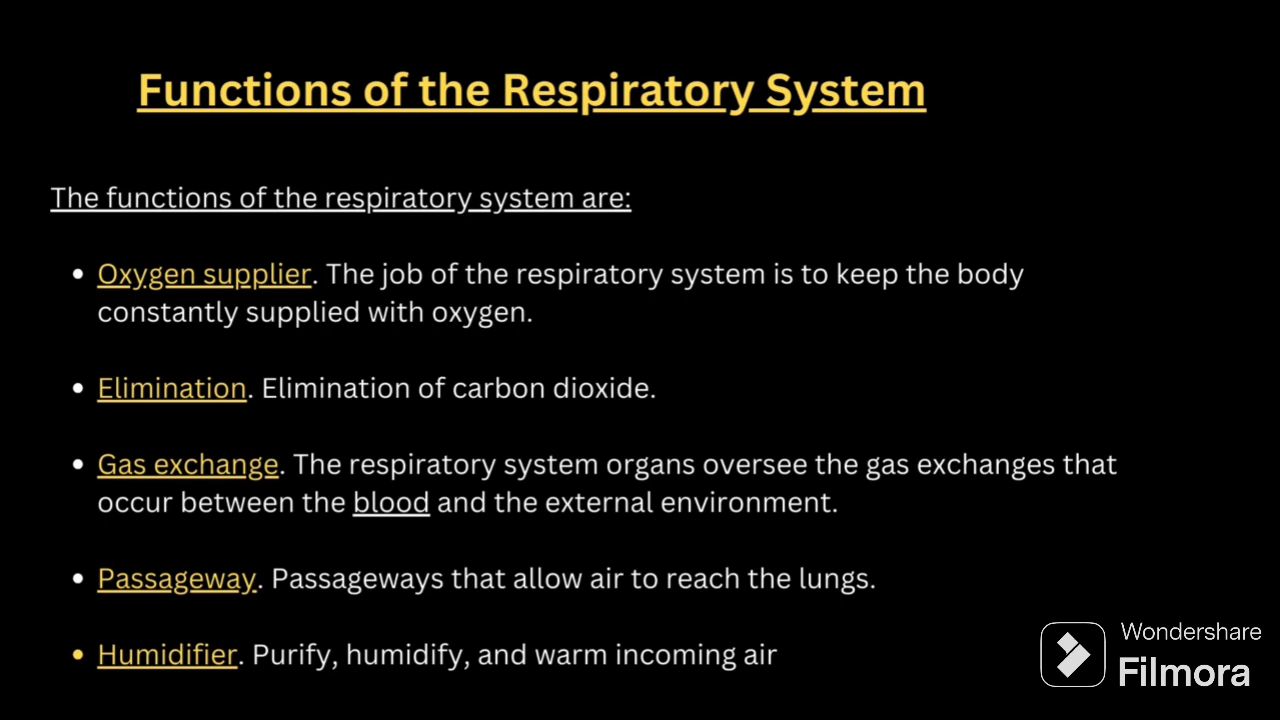 Functions of the Respiratory System
The functions of the respiratory system are:
• Oxygen supplier. The job of the respiratory system is to keep the body
constantly supplied with oxygen.
• Elimination. Elimination of carbon dioxide.
• Gas exchange. The respiratory system organs oversee the gas exchanges that
occur between the blood and the external environment.
• Passageway. Passageways that allow air to reach the lungs.
• Humidifier. Purify, humidify, and warm incoming air
Wondershare
Filmora